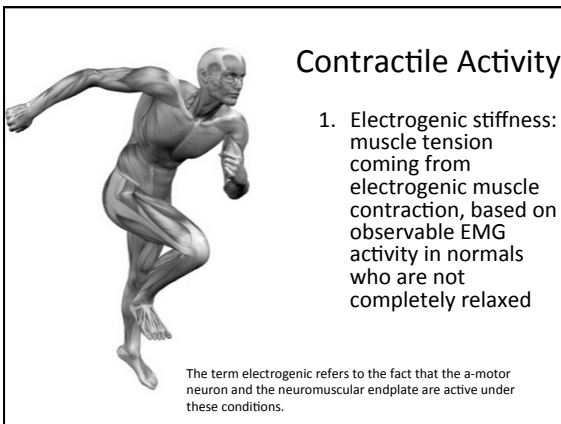 Contractile Activity
1. Electrogenic stiffness:
muscle tension
coming from
electrogenic muscle
contraction, based on
observable EMG
activity in normals
who are not
completely relaxed
The term electrogenic refers to the fact that the a-motor
neuron and the neuromuscular endplate are active under
these conditions.